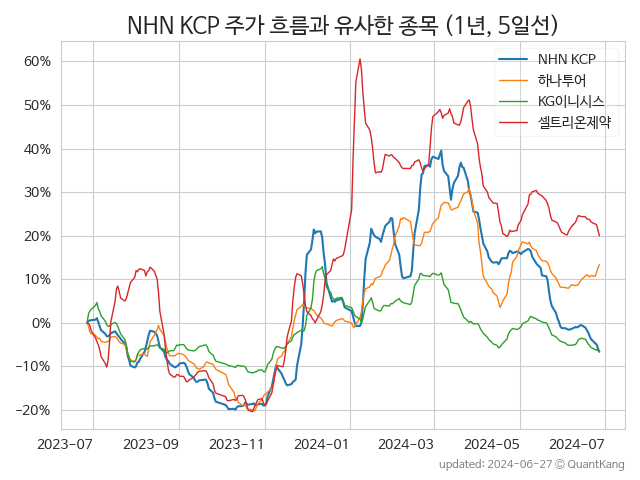 NHN KCP 주가 흐름과 유사한 종목 (1년, 5일선)
NHN KCP
하나투어
KG이니시스
셀트리온제약
60%
50%
40%
30%
20%
10%
0%
−10%
−20%
2023-07 2023-09 2023-11 2024-01 2024-03 2024-05 2024-07
updated: 2024-06-27 © QuantKang